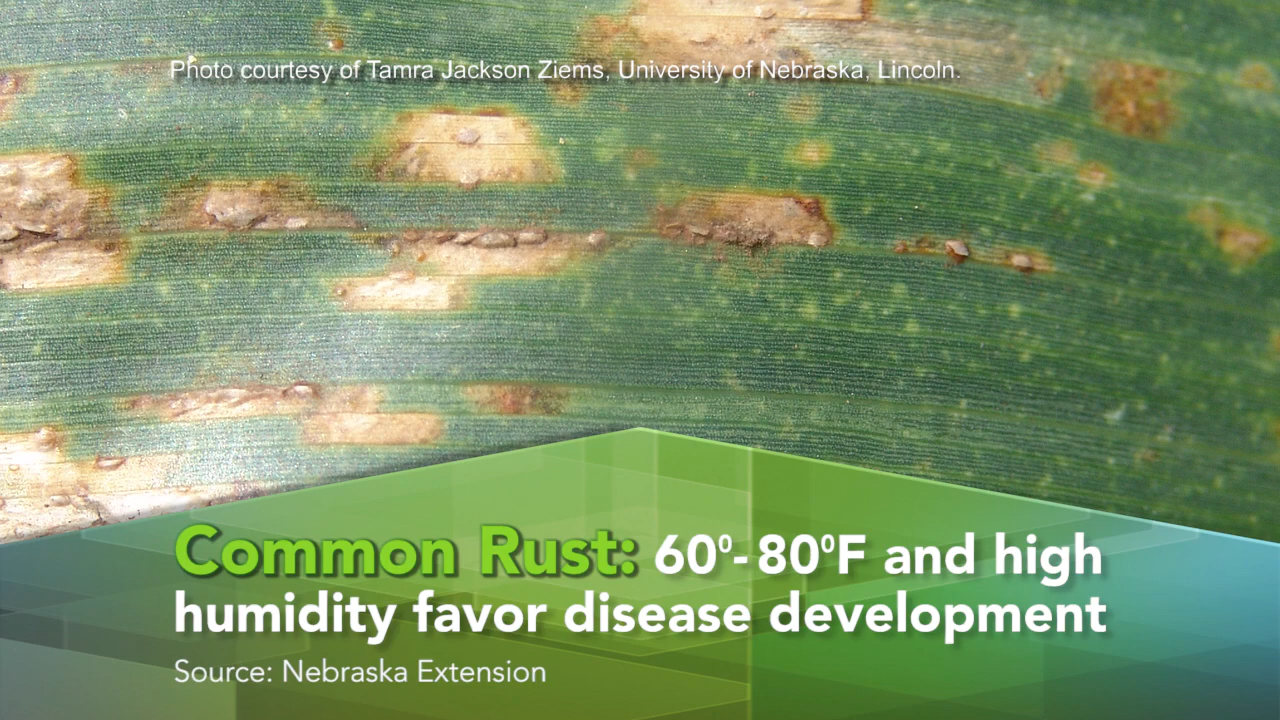 Photo courtesy of Tamra Jackson Ziems, University of Nebraska, Lincoln.
Common Rust: 60⁰-80⁰F and high
humidity favor disease development
Source: Nebraska Extension